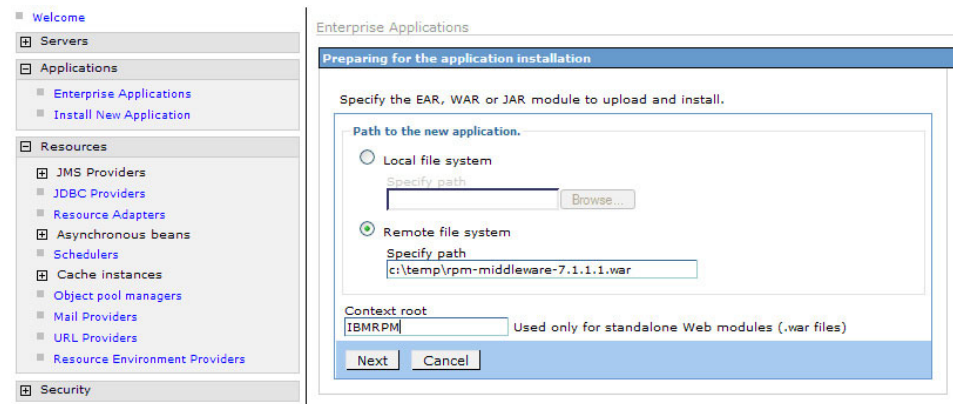 Welcome
Servers
Applications
Enterprise Applications
Install New Application
Resources
JMS Providers
JDBC Providers
Resource Adapters
Asynchronous beans
Schedulers
Cache instances
Object pool managers
Mail Providers
URL Providers
Resource Environment Providers
Security
Enterprise Applications
Preparing for the application installation
Specify the EAR, WAR or JAR module to upload and install.
Path to the new application.
Local file system
Specify path
Browse...
Remote file system
Specify path
c:\temp\rpm-middleware-7.1.1.1.war
Context root
IBMRPM Used only for standalone Web modules (.war files)
Next Cancel